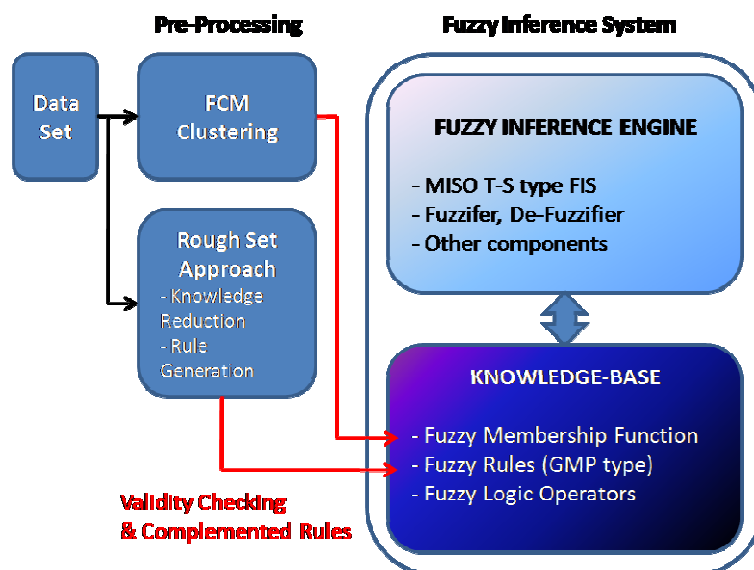 Pre-Processing
Fuzzy Inference System
Data
Set
FCM
Clustering
Rough Set
Approach
- Knowledge
Reduction
- Rule
Generation
Validity Checking
& Complemented Rules
FUZZY INFERENCE ENGINE
- MISO T-S type FIS
- Fuzzifer, De-Fuzzifier
- Other components
KNOWLEDGE-BASE
- Fuzzy Membership Function
- Fuzzy Rules (GMP type)
- Fuzzy Logic Operators